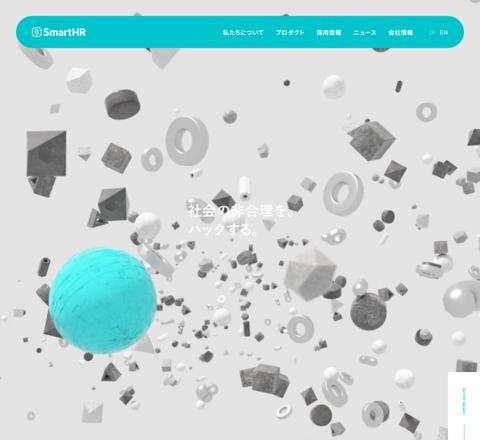 SmartHR
私たちについて
プロダクト
採用情報
ニュース
会社情報
JP
EN
社会の非合理を、
ハックする。
Scroll down